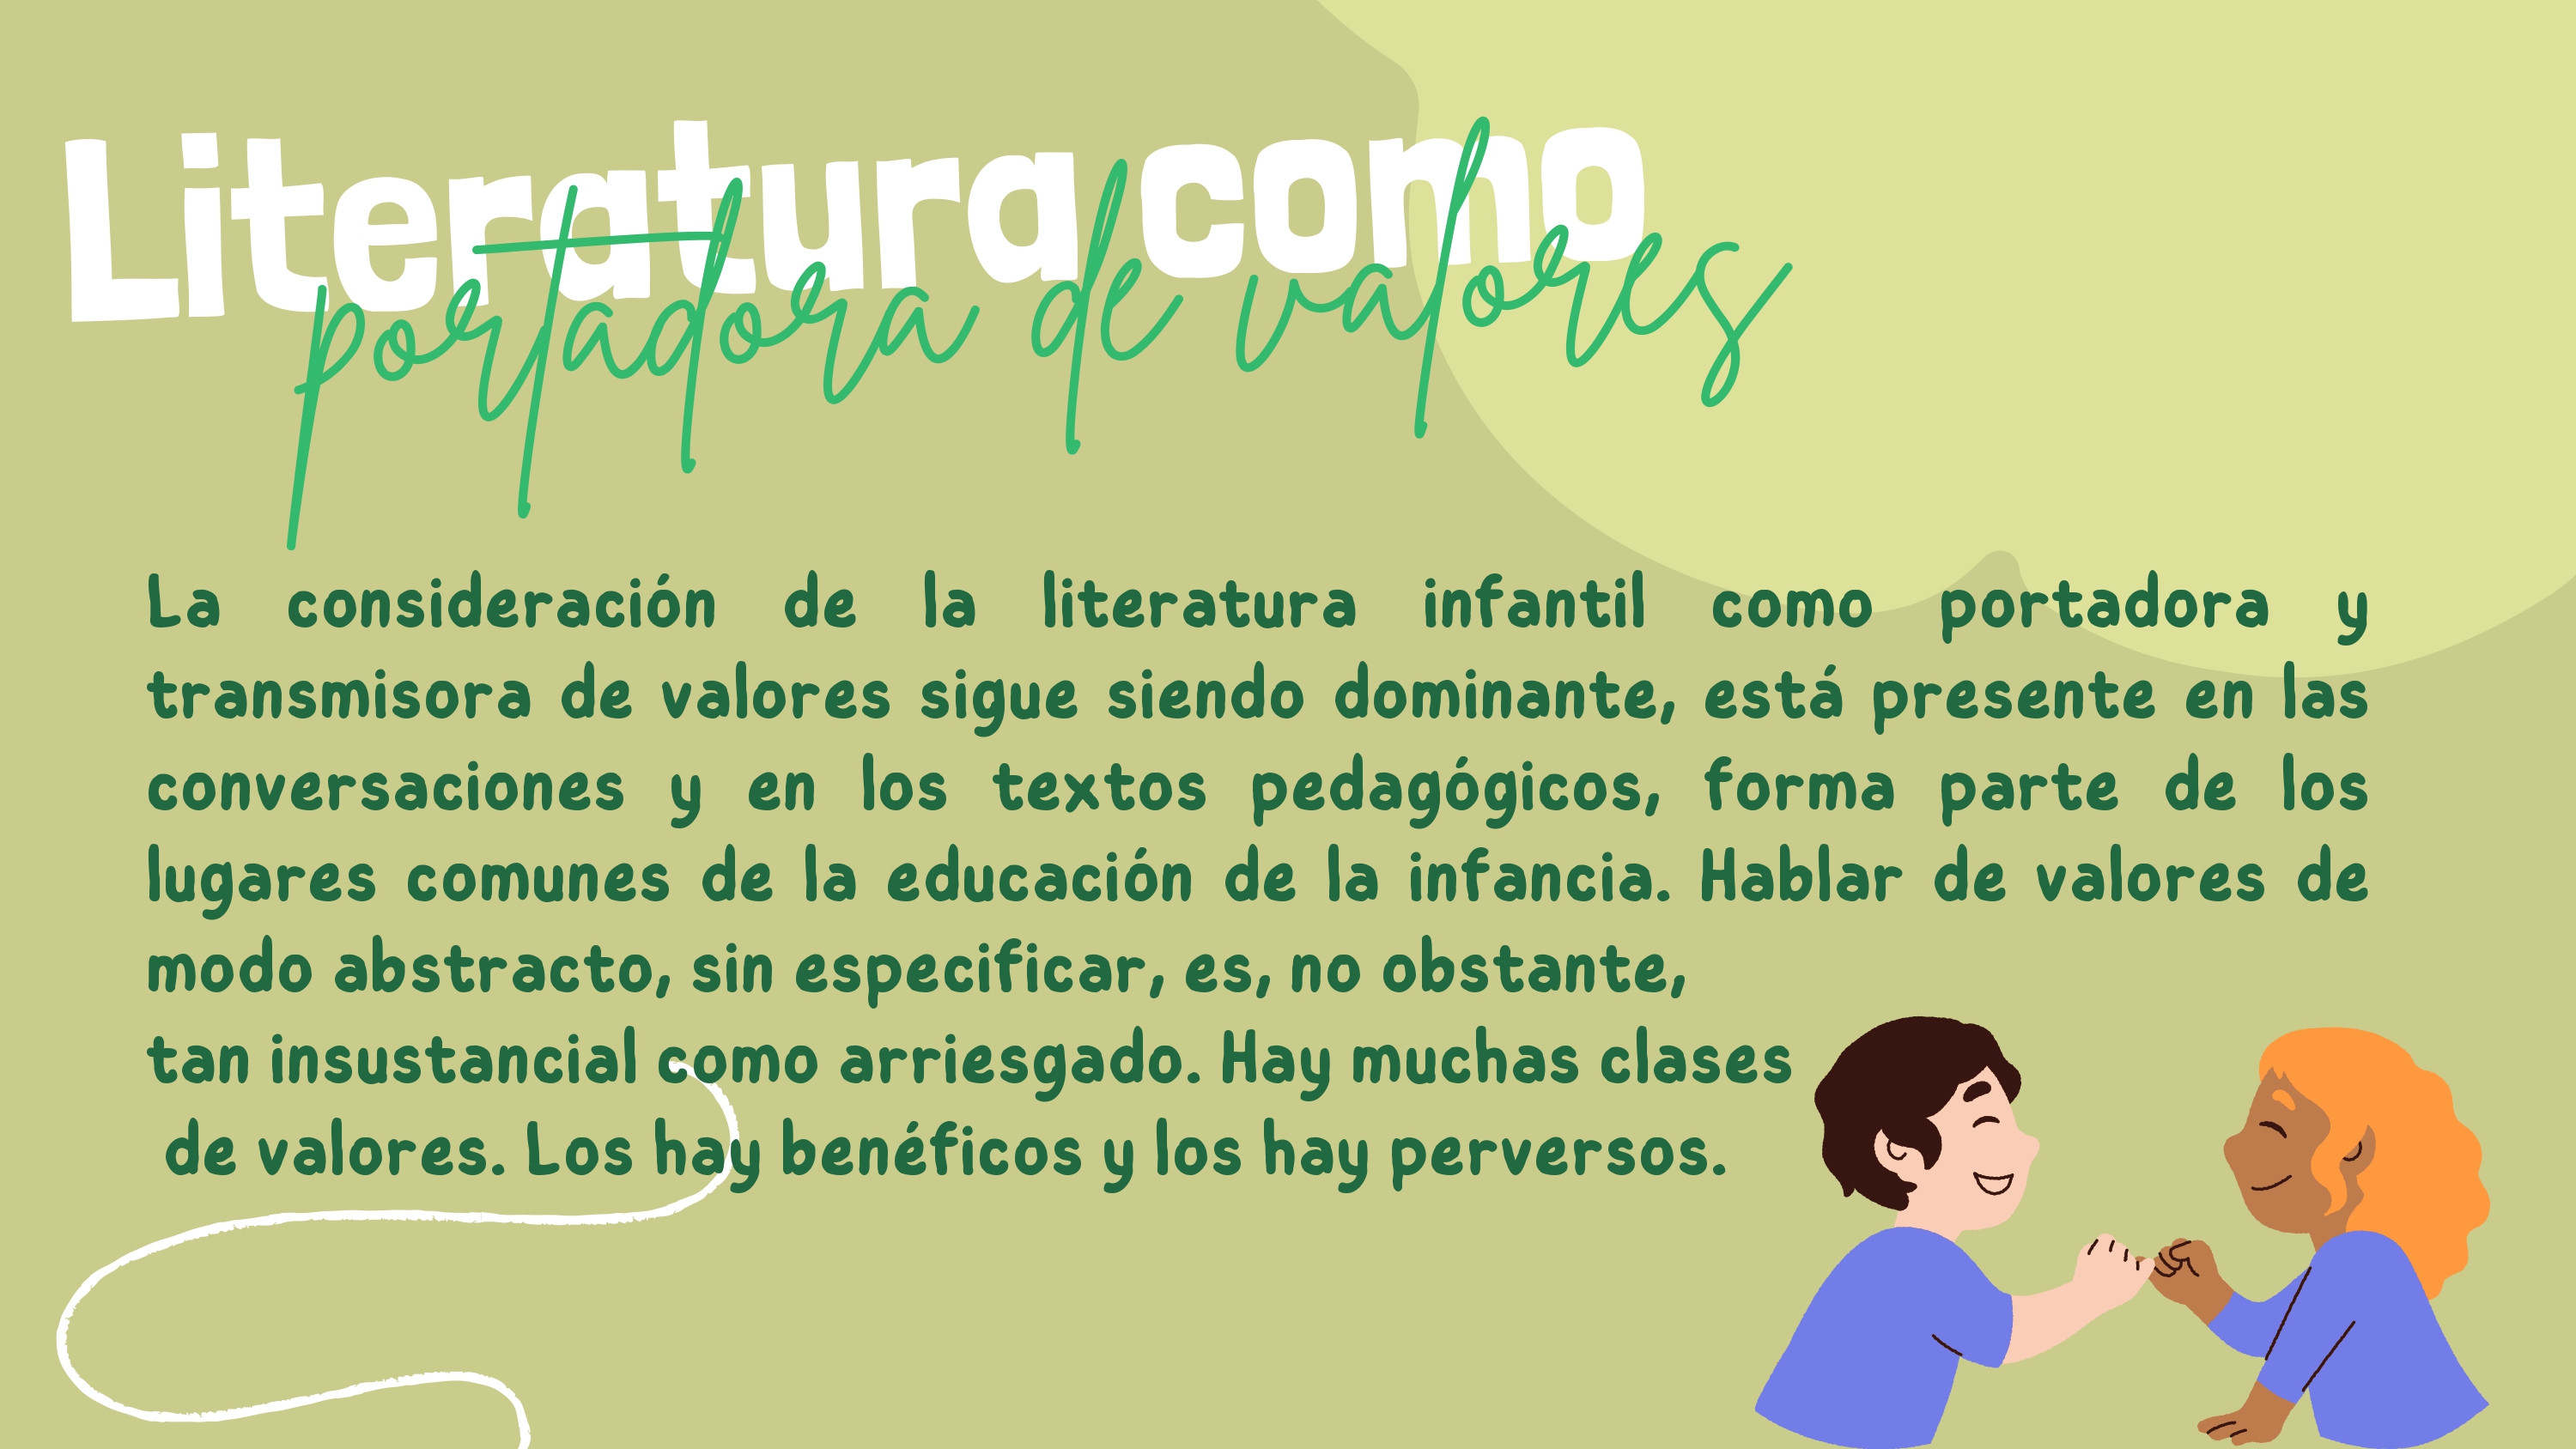 Literatura como
portadora de valores
La consideración de la literatura infantil como portadora y
transmisora de valores sigue siendo dominante, está presente en las
conversaciones y en los textos pedagógicos, forma parte de los
lugares comunes de la educación de la infancia. Hablar de valores de
modo abstracto, sin especificar, es, no obstante,
tan insustancial como arriesgado. Hay muchas clases
de valores. Los hay benéficos y los hay perversos.